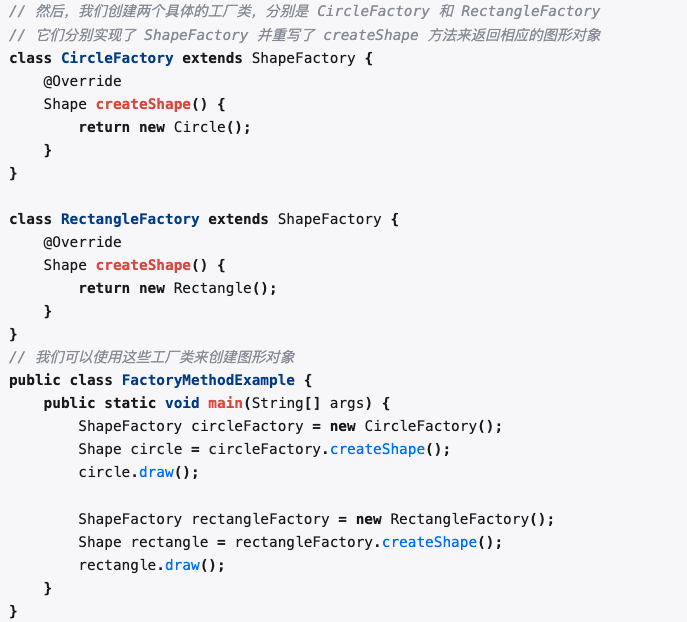 // 然后，我们创建两个具体的工厂类，分别是 CircleFactory 和 RectangleFactory
// 它们分别实现了 ShapeFactory 并重写了 createShape 方法来返回相应的图形对象
class CircleFactory extends ShapeFactory {
    @Override
    Shape createShape() {
        return new Circle();
    }
}

class RectangleFactory extends ShapeFactory {
    @Override
    Shape createShape() {
        return new Rectangle();
    }
}
// 我们可以使用这些工厂类来创建图形对象
public class FactoryMethodExample {
    public static void main(String[] args) {
        ShapeFactory circleFactory = new CircleFactory();
        Shape circle = circleFactory.createShape();
        circle.draw();

        ShapeFactory rectangleFactory = new RectangleFactory();
        Shape rectangle = rectangleFactory.createShape();
        rectangle.draw();
    }
}